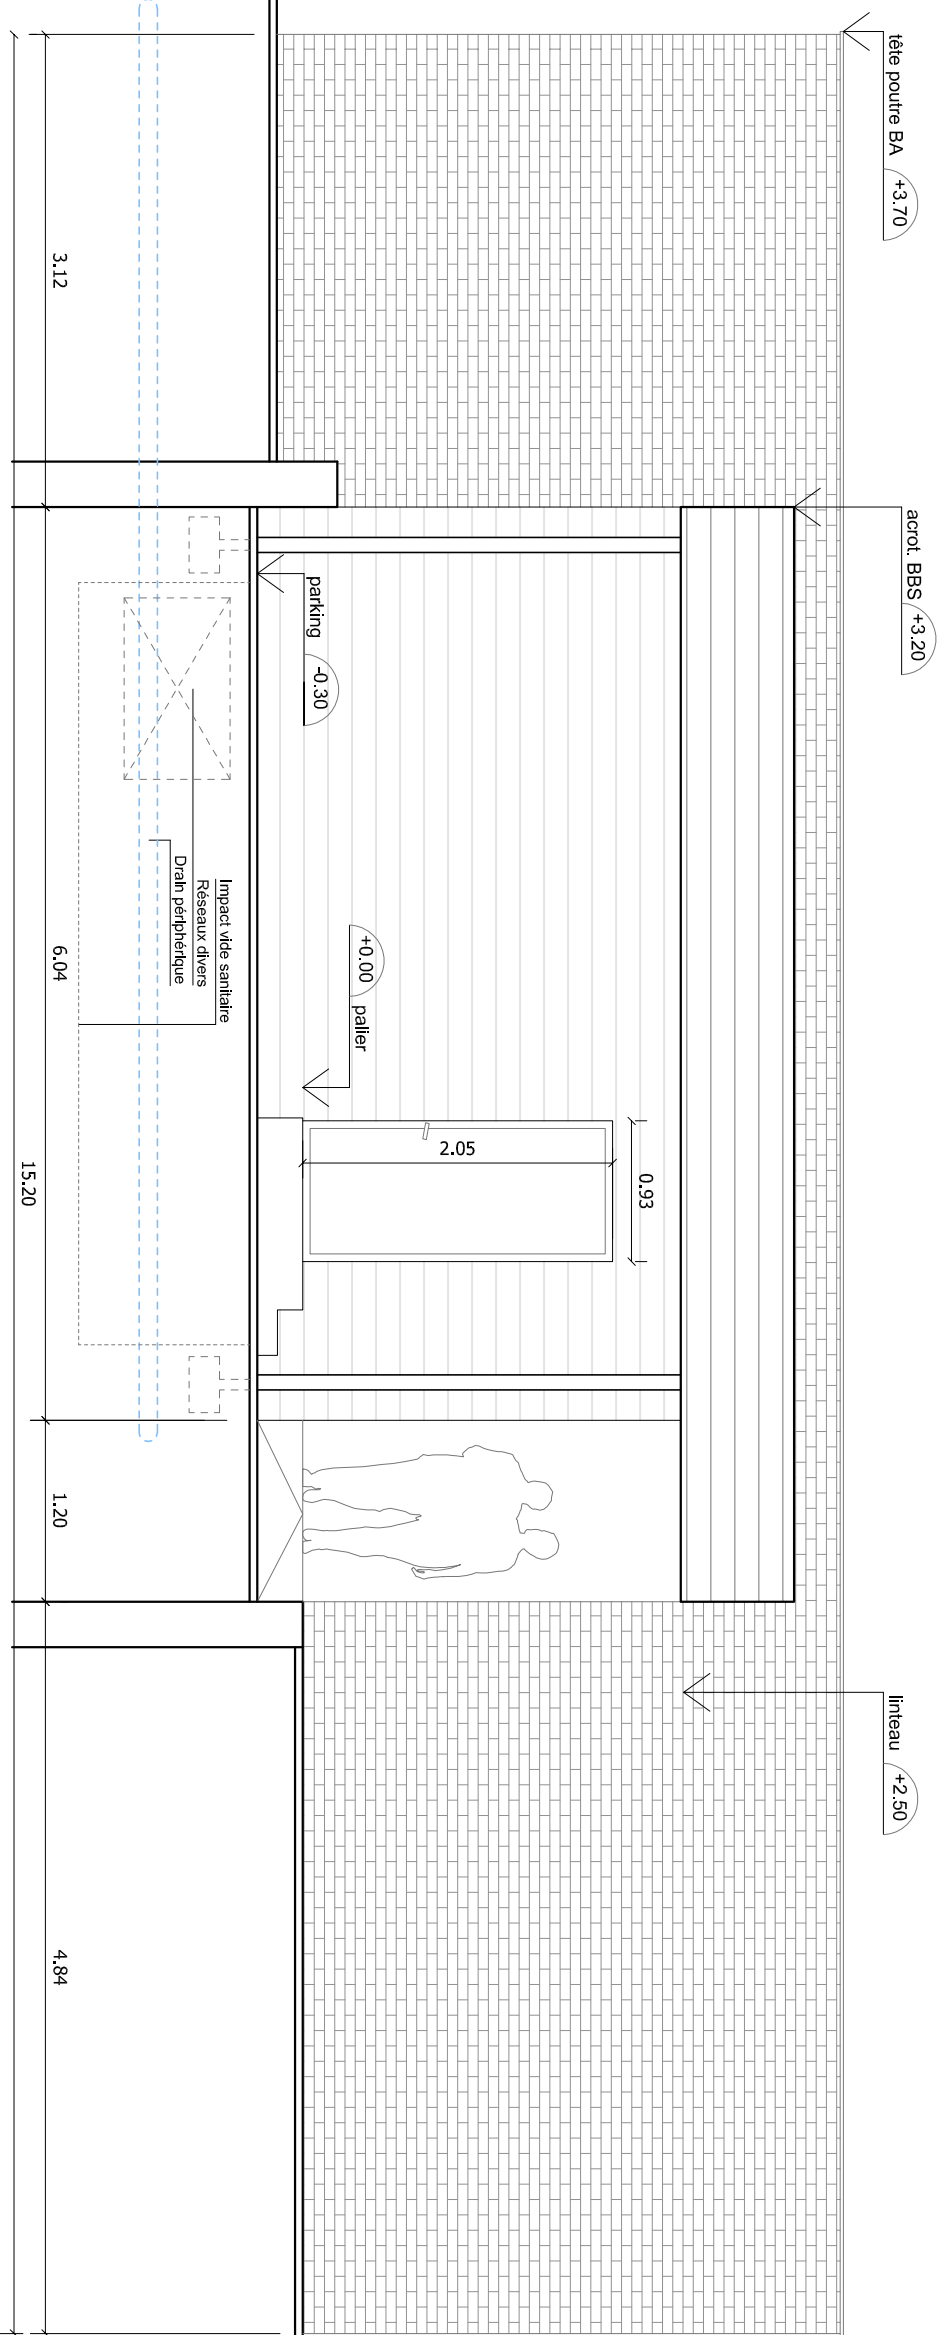 tête poutre BA
+3.70
acrot. BBS
+3.20
linteau
+2.50
0.93
2.05
+0.00
palier
parking
-0.30
Impact vide sanitaire
Réseaux divers
Drain périphérique
3.12
6.04
1.20
4.84
15.20